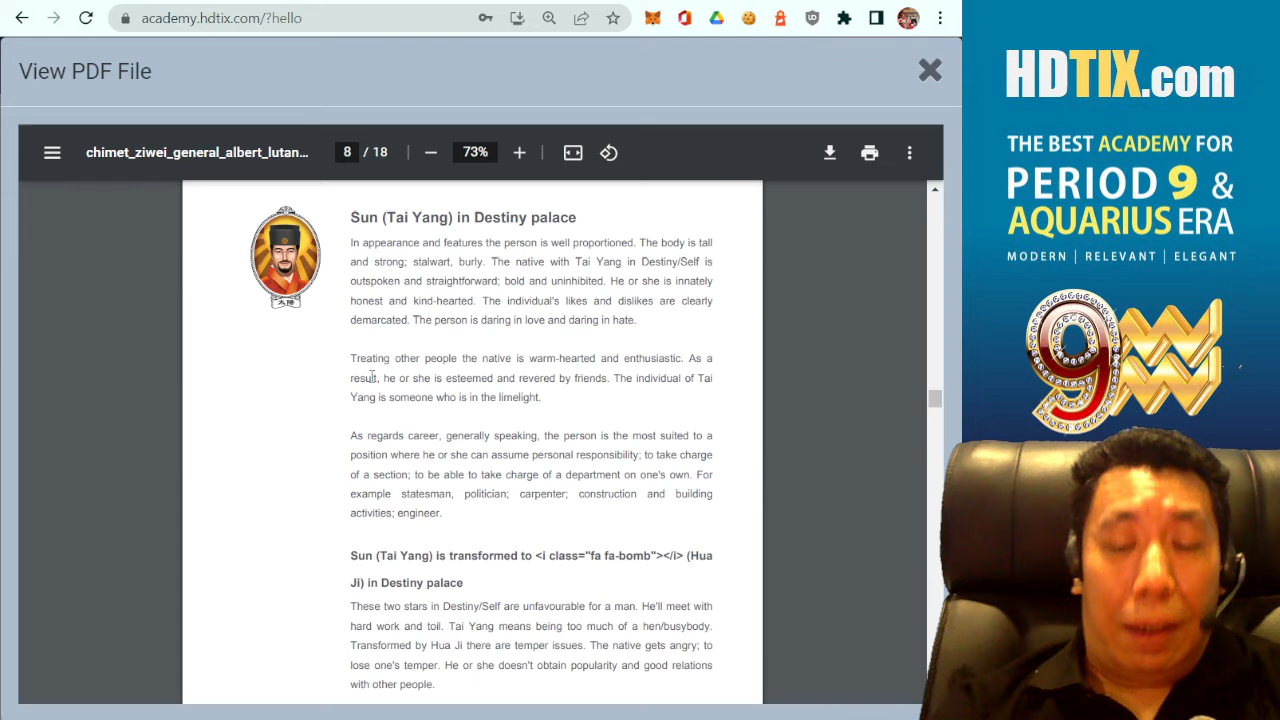 academy.hdtix.com/?hello
View PDF File
chimet_ziwei_general_albert_lutan...
8 / 18
73%
Sun (Tai Yang) in Destiny palace
In appearance and features the person is well proportioned. The body is tall
and strong; stalwart, burly. The native with Tai Yang in Destiny/Self is
outspoken and straightforward; bold and uninhibited. He or she is innately
honest and kind-hearted. The individual's likes and dislikes are clearly
demarcated. The person is daring in love and daring in hate.
Treating other people the native is warm-hearted and enthusiastic. As a
result, he or she is esteemed and revered by friends. The individual of Tai
Yang is someone who is in the limelight.
As regards career, generally speaking, the person is the most suited to a
position where he or she can assume personal responsibility; to take charge
of a section; to be able to take charge of a department on one's own. For
example statesman, politician; carpenter; construction and building
activities; engineer.
Sun (Tai Yang) is transformed to <i class="fa fa-bomb"></i> (Hua
Ji) in Destiny palace
These two stars in Destiny/Self are unfavourable for a man. He'll meet with
hard work and toil. Tai Yang means being too much of a hen/busybody.
Transformed by Hua Ji there are temper issues. The native gets angry; to
lose one's temper. He or she doesn't obtain popularity and good relations
with other people.
HDTIX.com
THE BEST ACADEMY FOR
PERIOD 9 &
AQUARIUS ERA
MODERN | RELEVANT | ELEGANT
9